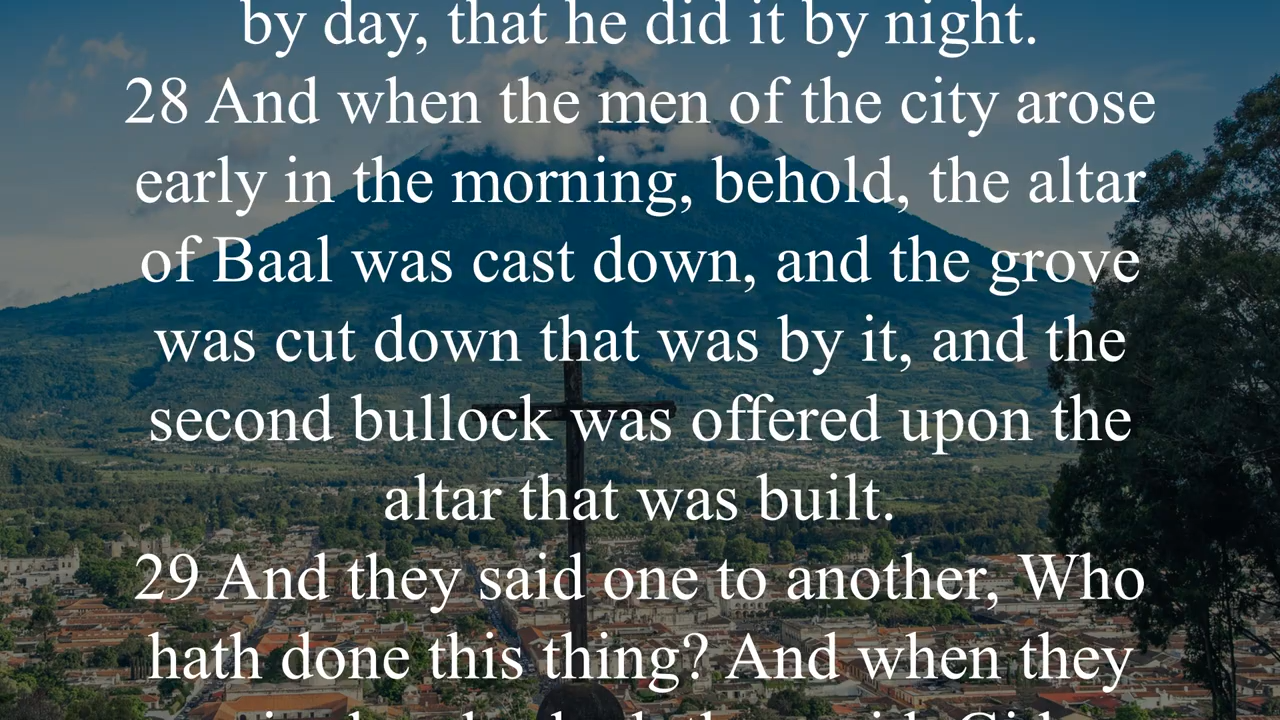 by day, that he did it by night.
28 And when the men of the city arose
early in the morning, behold, the altar
of Baal was cast down, and the grove
was cut down that was by it, and the
second bullock was offered upon the
altar that was built.
29 And they said one to another, Who
hath done this thing? And when they